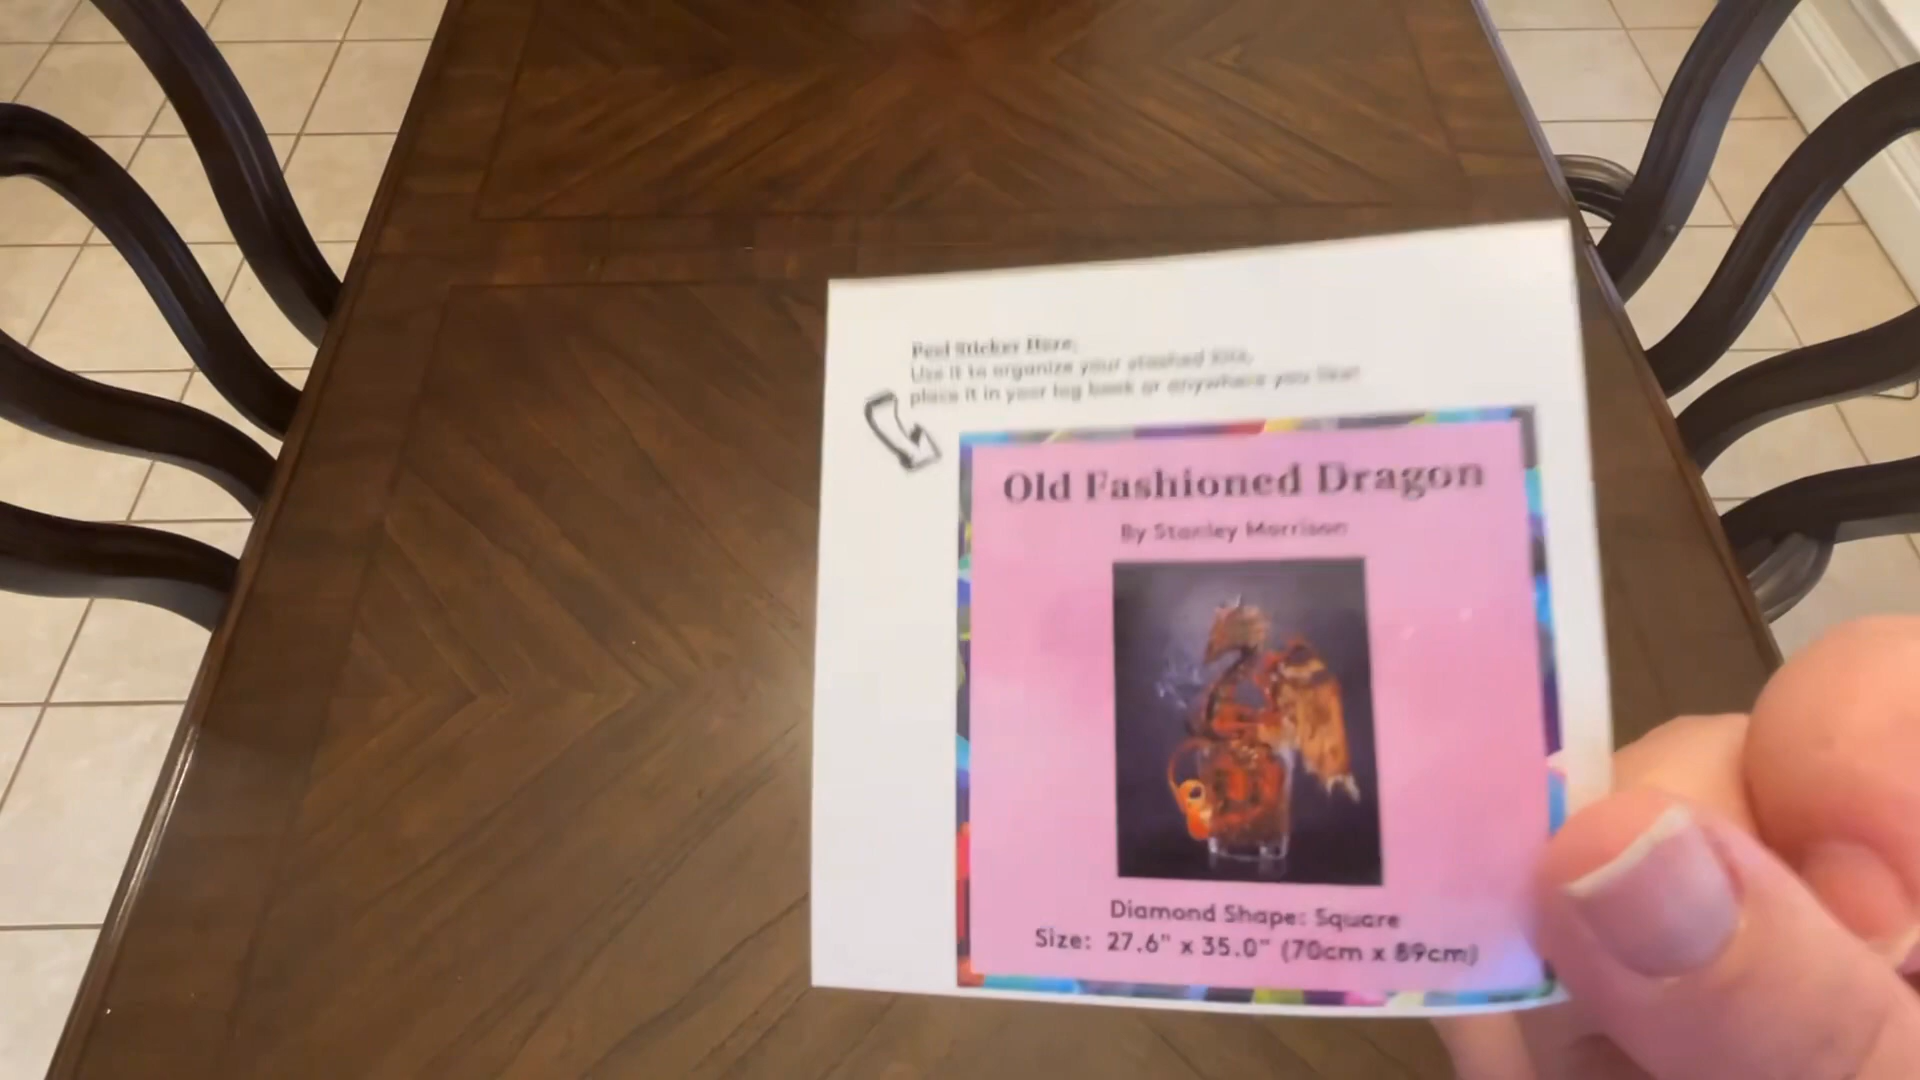 Peel Sticker Here,
Use it to organize your stashed kits,
place it in your log book or anywhere you like!
Old Fashioned Dragon
By Stanley Morrison
Diamond Shape: Square
Size: 27.6" x 35.0" (70cm x 89cm)